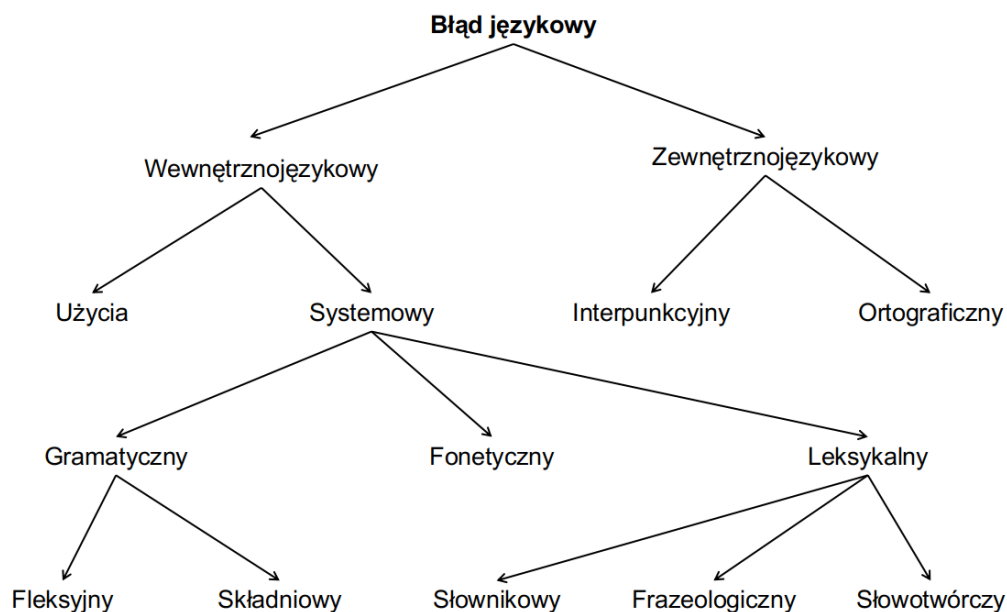 Błąd językowy
Wewnętrznojęzykowy
Zewnętrznojęzykowy
Użycia
Systemowy
Interpunkcyjny
Ortograficzny
Gramatyczny
Fonetyczny
Leksykalny
Fleksyjny
Składniowy
Słownikowy
Frazeologiczny
Słowotwórczy